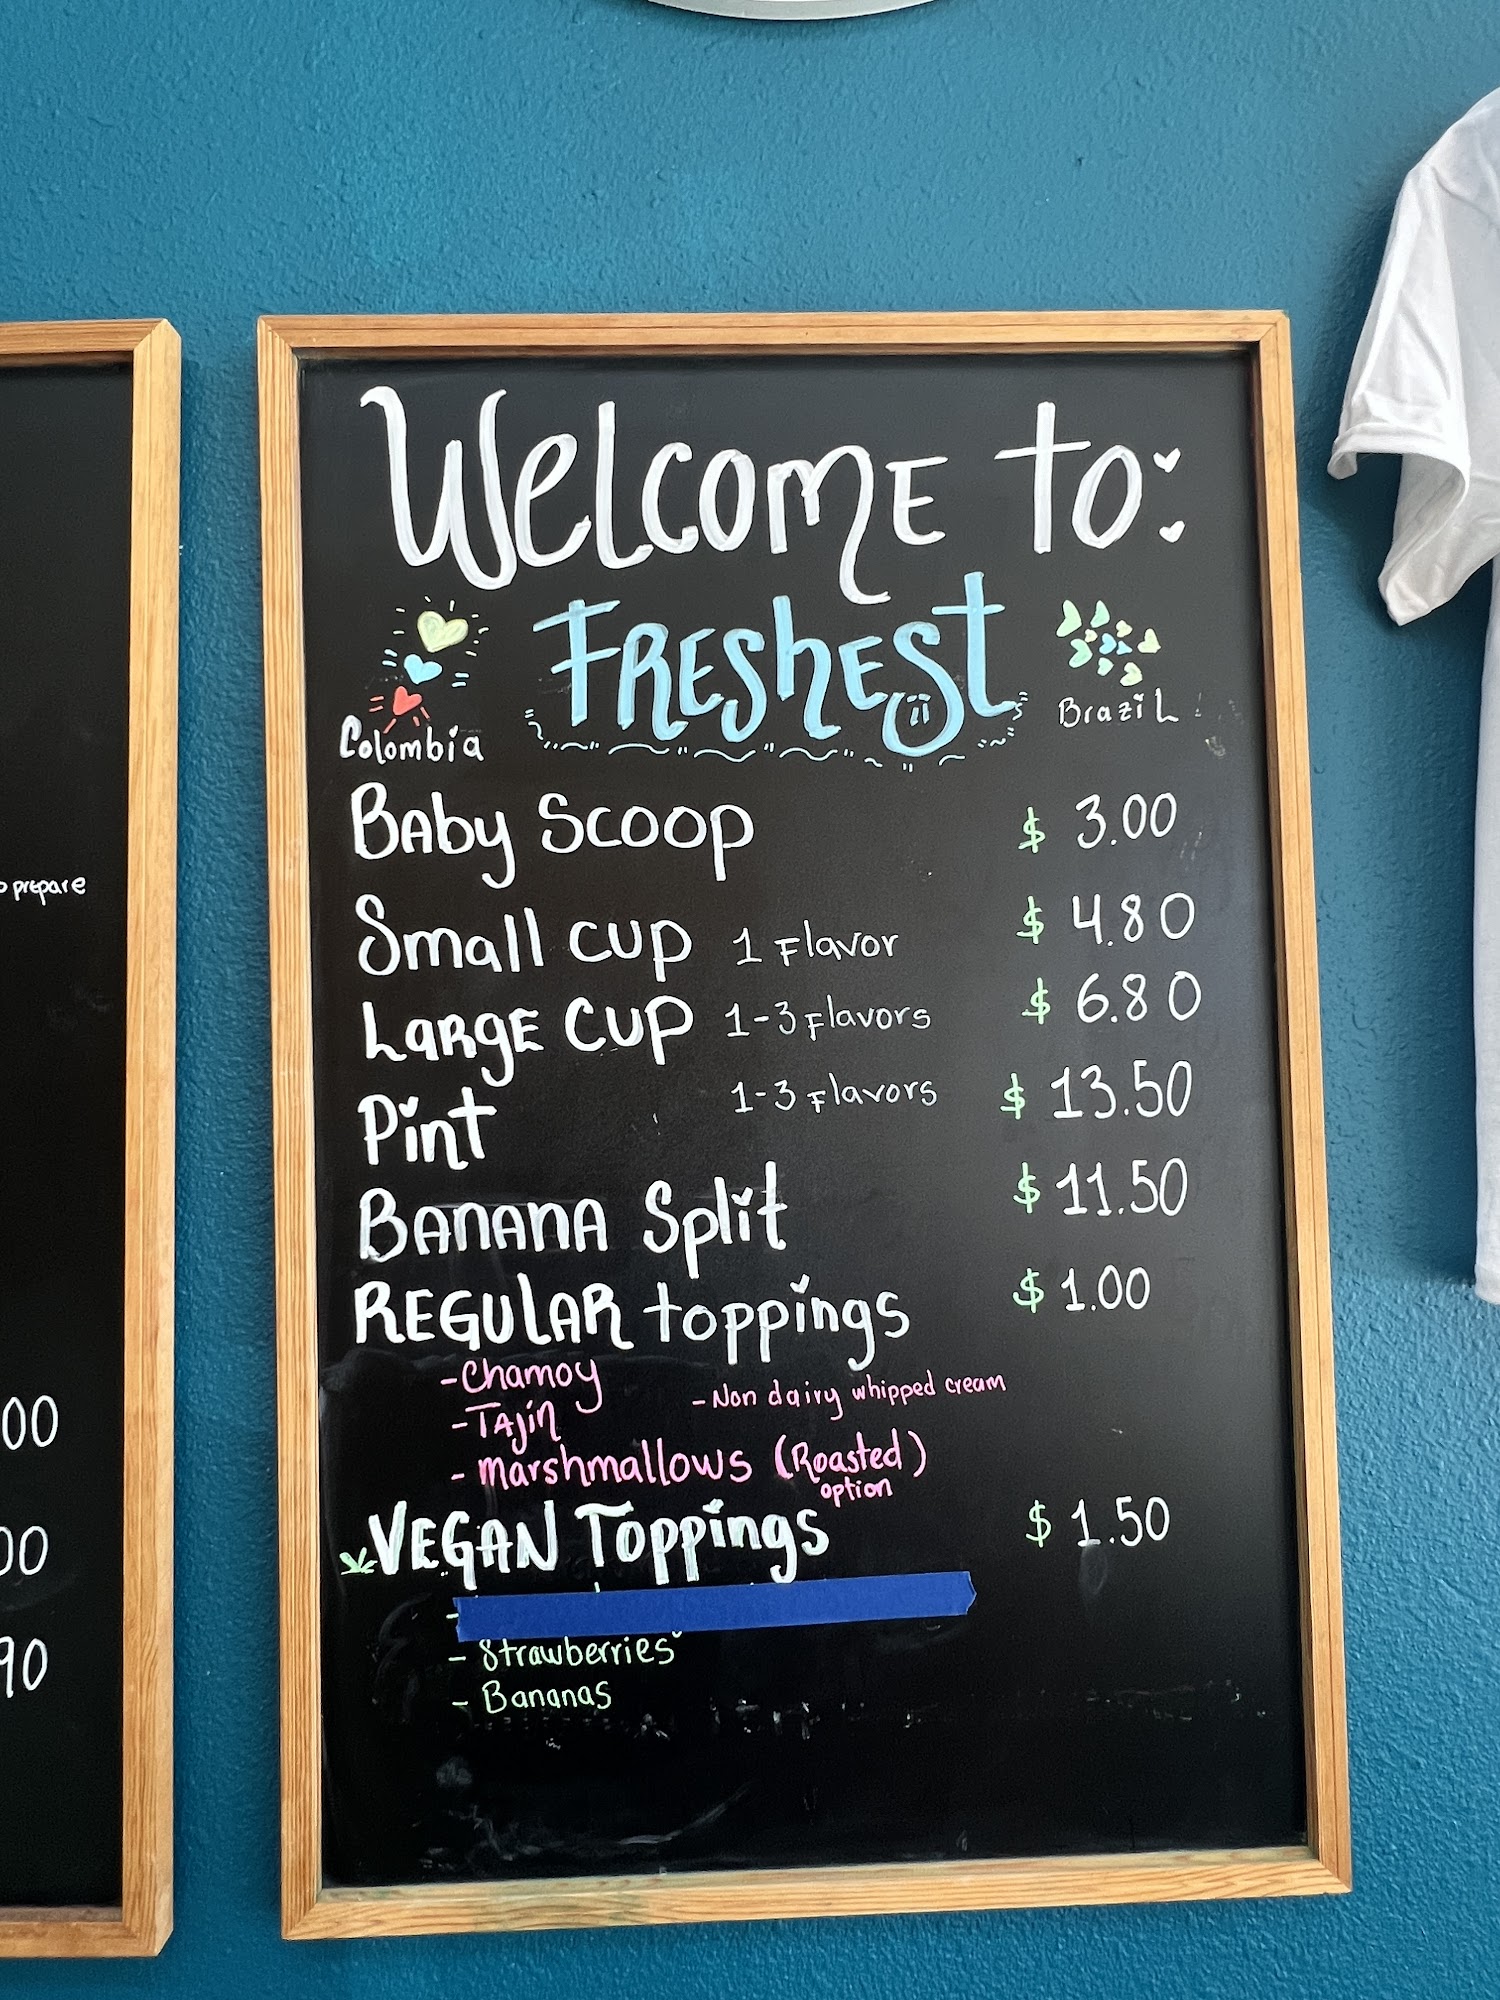 Welcome to:
Freshest
Colombia
Brazil
Baby Scoop $ 3.00
Small cup 1 Flavor $ 4.80
Large cup 1-3 Flavors $ 6.80
Pint 1-3 Flavors $ 13.50
Banana Split $ 11.50
Regular toppings $ 1.00
- Chamoy
- Non dairy whipped cream
- Tajin
- marshmallows (Roasted)
option
Vegan Toppings $ 1.50
- Strawberries
- Bananas
prepare
00
00
90